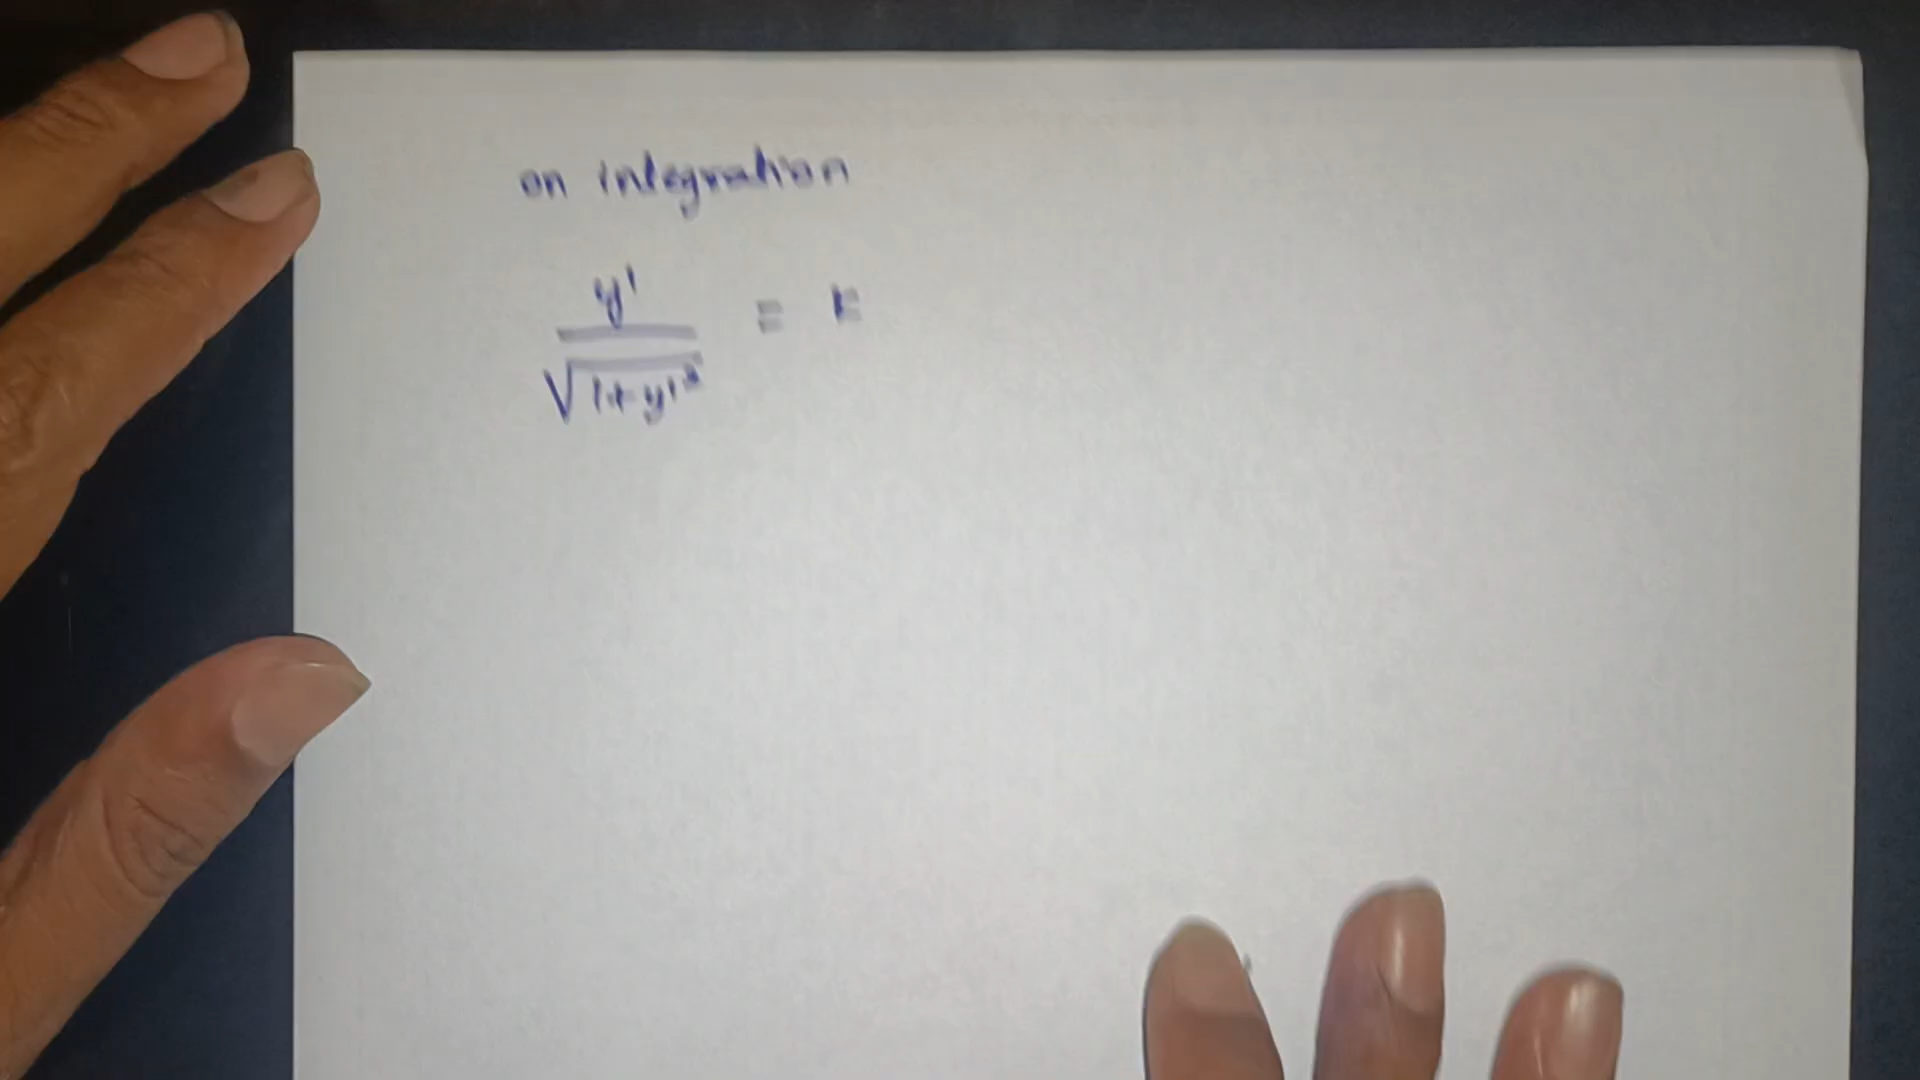 on integration
y' / √(1+y'²) = k